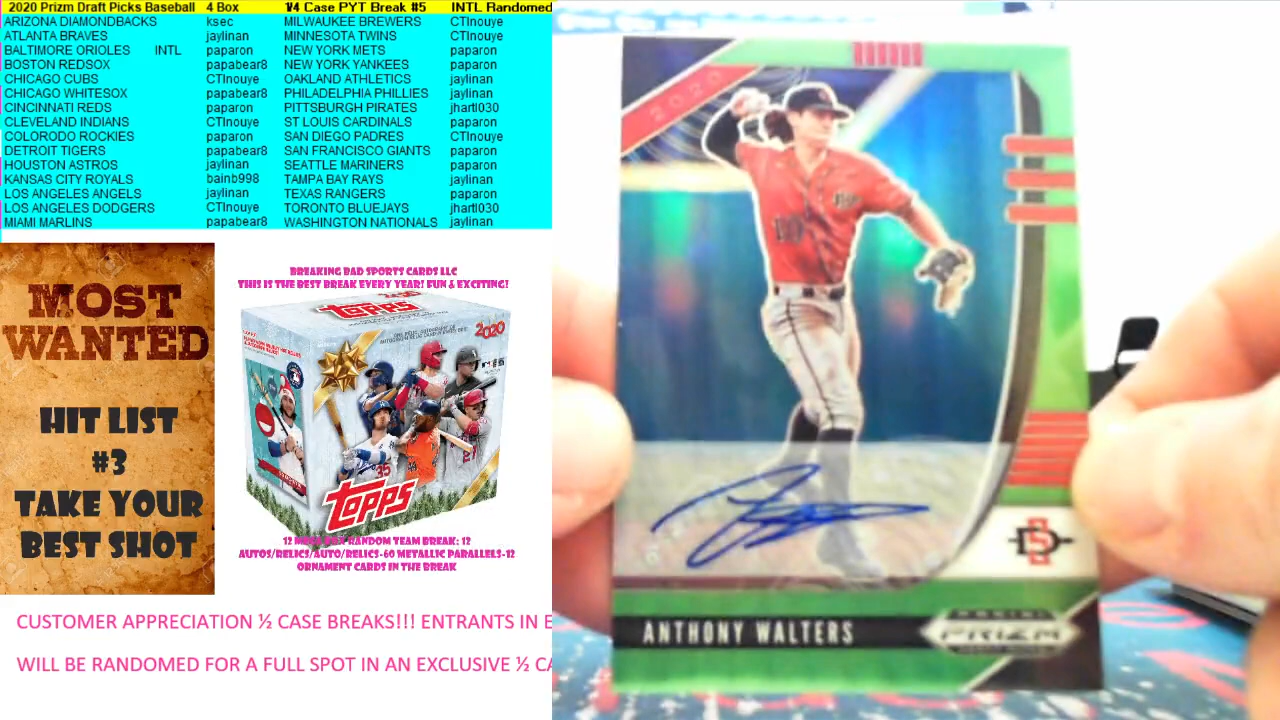 2020 Prizm Draft Picks Baseball 4 Box 1/4 Case PYT Break #5 INTL Randomed
ARIZONA DIAMONDBACKS ksec MILWAUKEE BREWERS CTInouye
ATLANTA BRAVES jaylinan MINNESOTA TWINS CTInouye
BALTIMORE ORIOLES INTL paparon NEW YORK METS paparon
BOSTON REDSOX papabear8 NEW YORK YANKEES paparon
CHICAGO CUBS CTInouye OAKLAND ATHLETICS jaylinan
CHICAGO WHITESOX papabear8 PHILADELPHIA PHILLIES jaylinan
CINCINNATI REDS paparon PITTSBURGH PIRATES jhartl030
CLEVELAND INDIANS CTInouye ST LOUIS CARDINALS paparon
COLORODO ROCKIES paparon SAN DIEGO PADRES CTInouye
DETROIT TIGERS papabear8 SAN FRANCISCO GIANTS paparon
HOUSTON ASTROS jaylinan SEATTLE MARINERS paparon
KANSAS CITY ROYALS bainb998 TAMPA BAY RAYS jaylinan
LOS ANGELES ANGELS jaylinan TEXAS RANGERS paparon
LOS ANGELES DODGERS CTInouye TORONTO BLUEJAYS jhartl030
MIAMI MARLINS papabear8 WASHINGTON NATIONALS jaylinan
MOST
WANTED
HIT LIST
#3
TAKE YOUR
BEST SHOT
BREAKING BAD SPORTS CARDS LLC
THIS IS THE BEST BREAK EVERY YEAR! FUN & EXCITING!
TOPPS
2020
35
27
TOPPS
12 MEGA BOX RANDOM TEAM BREAK: 12
AUTOS/RELICS/AUTO/RELICS-60 METALLIC PARALLELS-12
ORNAMENT CARDS IN THE BREAK
CUSTOMER APPRECIATION ½ CASE BREAKS!!! ENTRANTS IN E
WILL BE RANDOMED FOR A FULL SPOT IN AN EXCLUSIVE ½ CA
2020
SD
ANTHONY WALTERS
PANINI
PRIZM